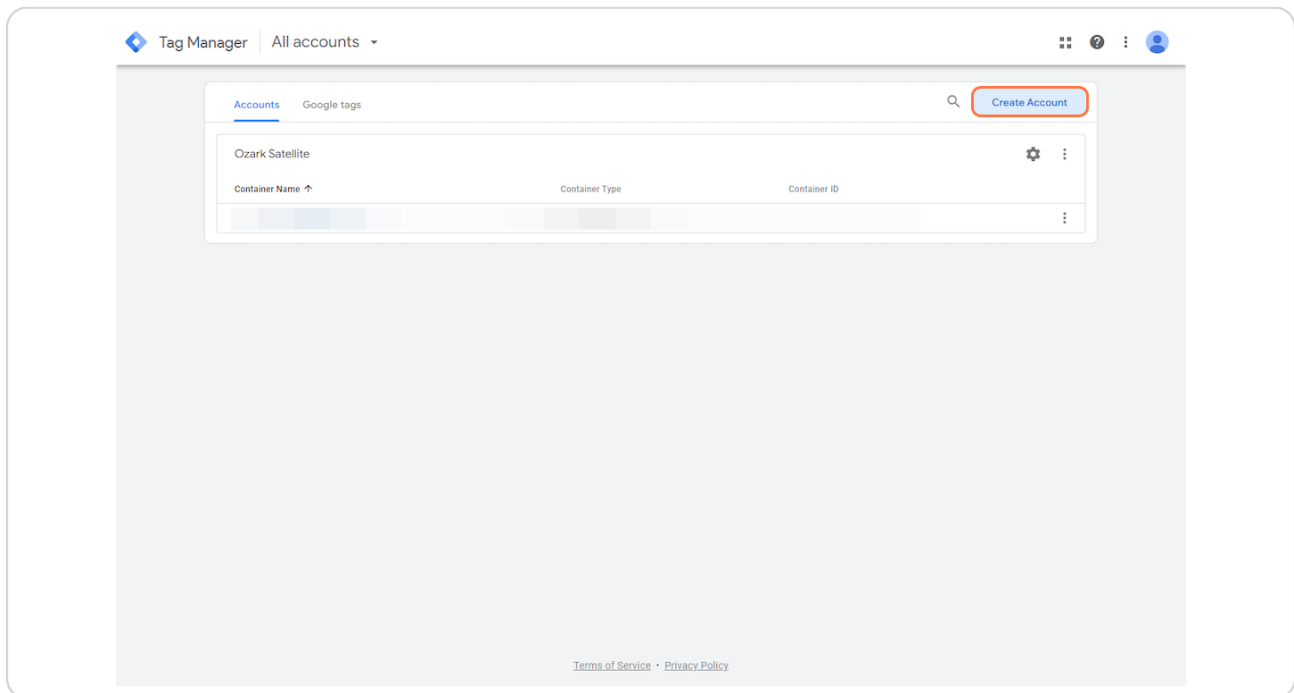 Tag Manager All accounts
Accounts Google tags Create Account
Ozark Satellite
Container Name Container Type Container ID
Terms of Service • Privacy Policy